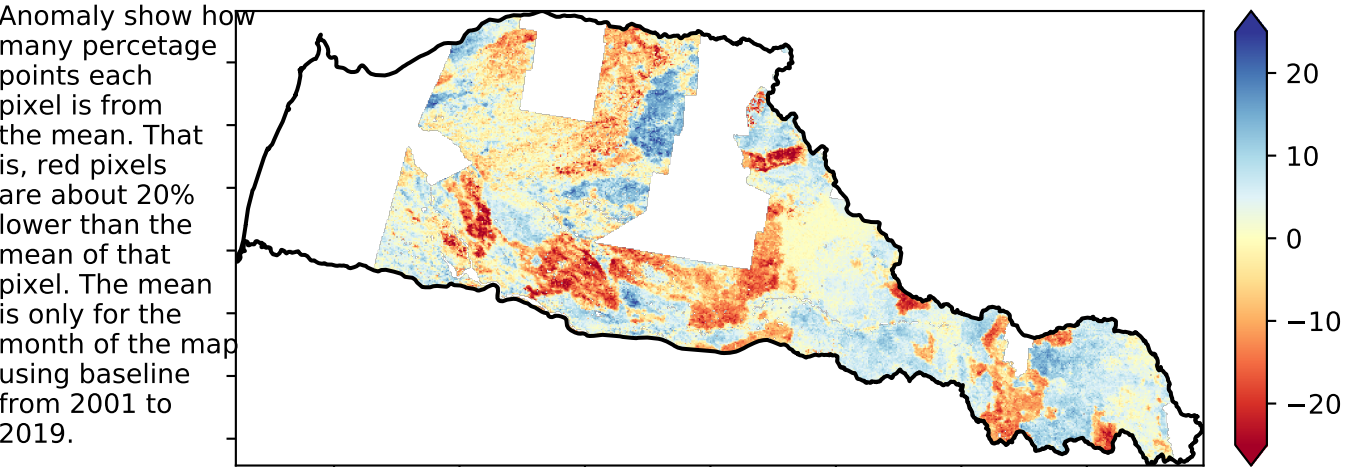 Anomaly show how
many percetage
points each
pixel is from
the mean. That
is, red pixels
are about 20%
lower than the
mean of that
pixel. The mean
is only for the
month of the map
using baseline
from 2001 to
2019.
20
10
0
−10
−20